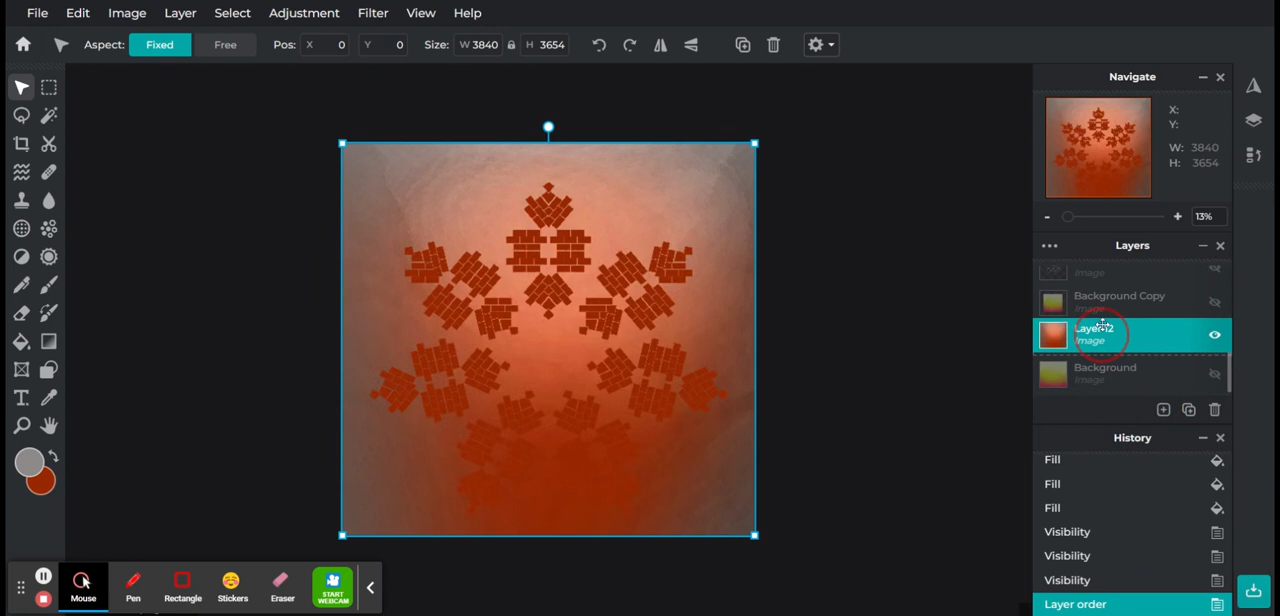 File Edit Image Layer Select Adjustment Filter View Help
Aspect: Fixed Free Pos: X 0 Y 0 Size: W 3840 H 3654
Navigate
X:
Y:
W: 3840
H: 3654
- + 13%
Layers
Image
Background Copy
Image
Image
Background
Image
History
Fill
Fill
Fill
Visibility
Visibility
Visibility
Layer order
T
Mouse Pen Rectangle Stickers START WEBCAM Eraser